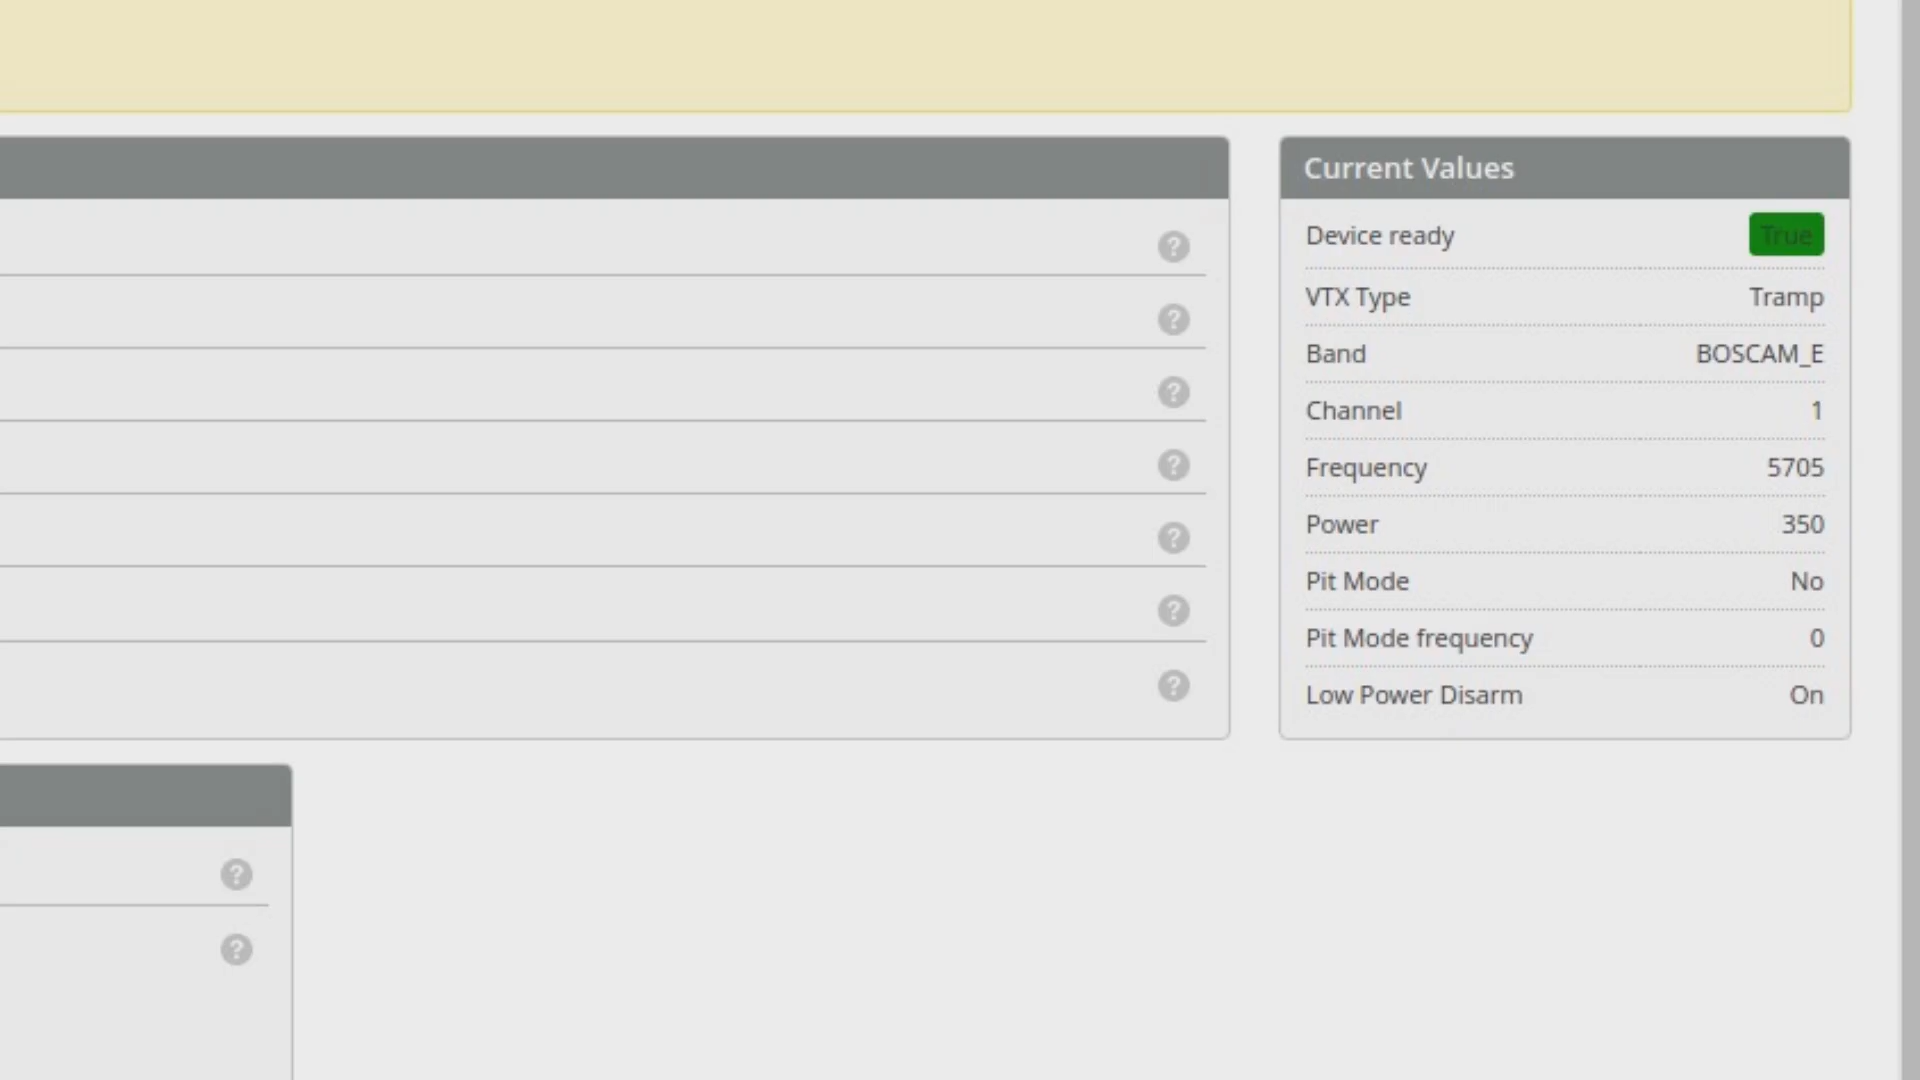 Current Values
Device ready True
VTX Type Tramp
Band BOSCAM_E
Channel 1
Frequency 5705
Power 350
Pit Mode No
Pit Mode frequency 0
Low Power Disarm On